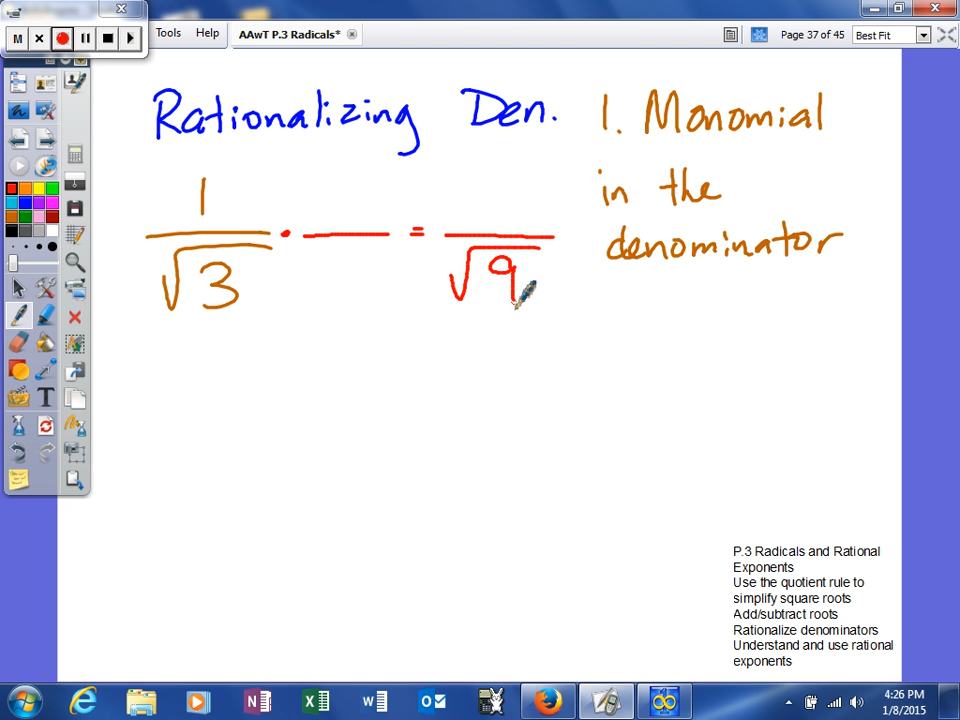 M
Tools Help AAwT P.3 Radicals* Page 37 of 45 Best Fit
Rationalizing Den.
1. Monomial
in the
denominator
1
√3 · = √9
P.3 Radicals and Rational
Exponents
Use the quotient rule to
simplify square roots
Add/subtract roots
Rationalize denominators
Understand and use rational
exponents
4:26 PM
1/8/2015